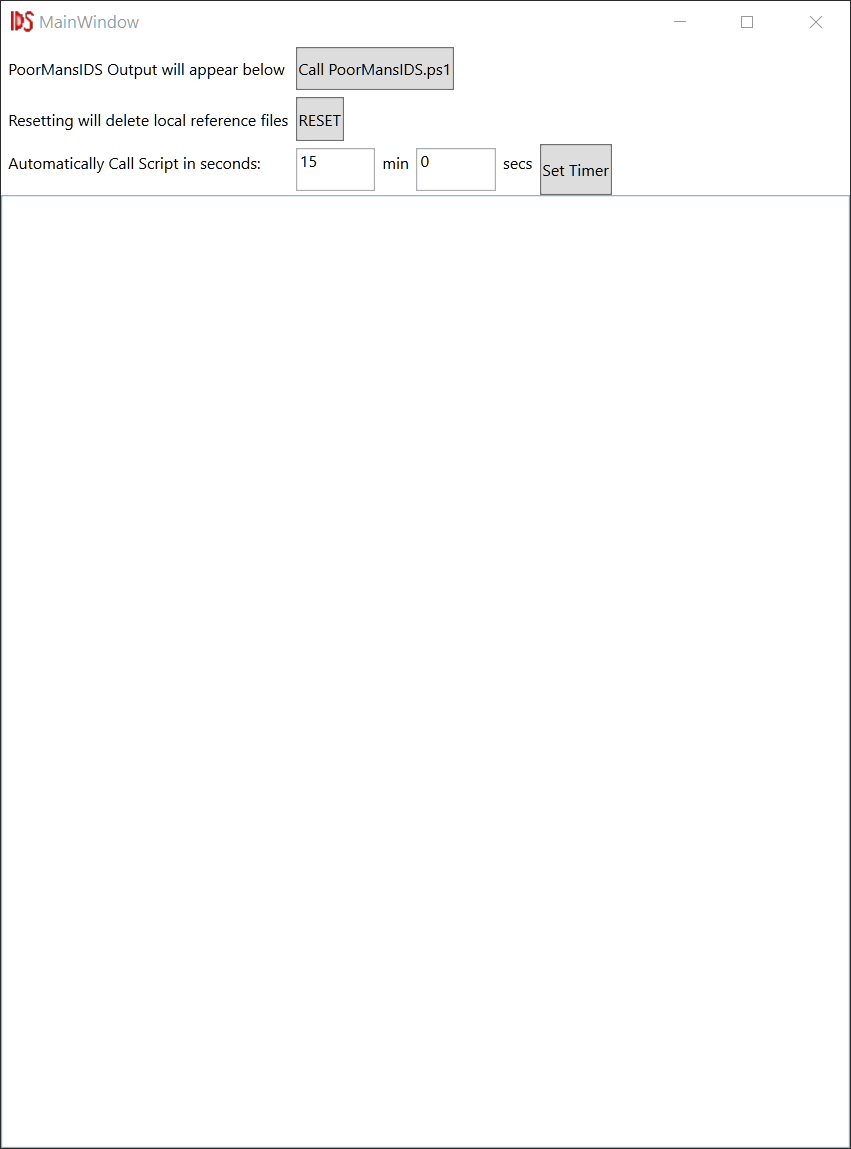 IDS MainWindow
PoorMansIDS Output will appear below Call PoorMansIDS.ps1
Resetting will delete local reference files RESET
Automatically Call Script in seconds: 15 min 0 secs Set Timer